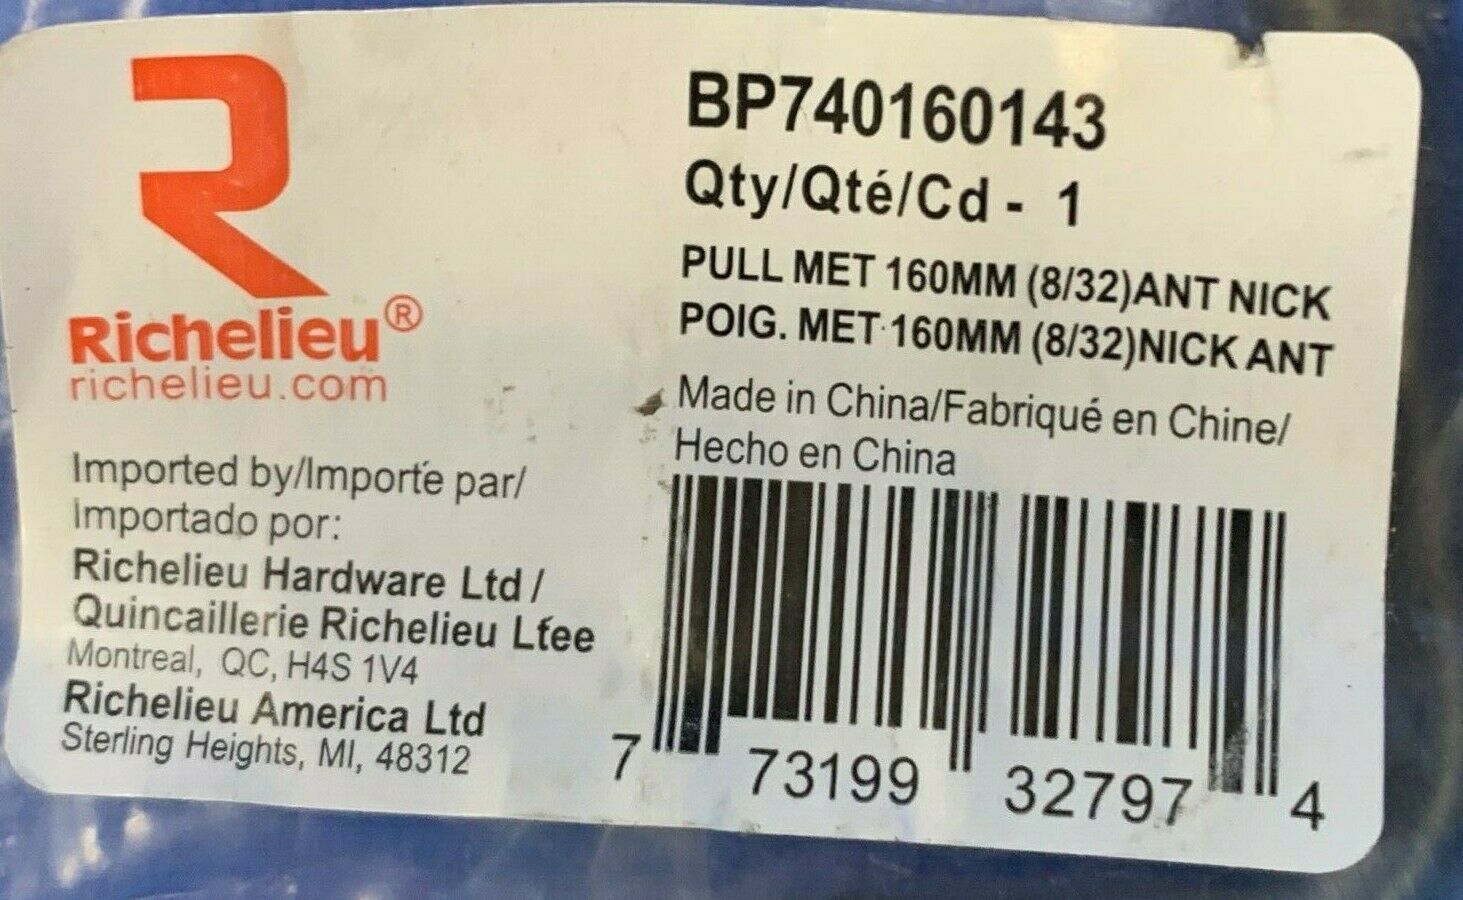 Richelieu®
richelieu.com
Imported by/Importé par/
Importado por:
Richelieu Hardware Ltd /
Quincaillerie Richelieu Ltée
Montreal, QC, H4S 1V4
Richelieu America Ltd
Sterling Heights, MI, 48312
BP740160143
Qty/Qté/Cd - 1
PULL MET 160MM (8/32)ANT NICK
POIG. MET 160MM (8/32)NICK ANT
Made in China/Fabriqué en Chine/
Hecho en China
7 73199 32797 4